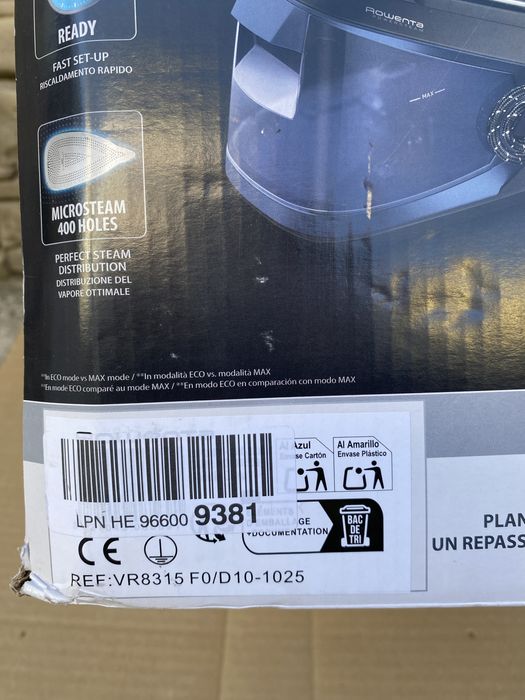 Rowenta
READY
FAST SET-UP
RISCALDAMENTO RAPIDO
MAX
MICROSTEAM
400 HOLES
PERFECT STEAM
DISTRIBUTION
DISTRIBUZIONE DEL
VAPORE OTTIMALE
**In ECO mode vs MAX mode / **In modalità ECO vs. modalità MAX
**En mode ECO comparé au mode MAX / **En modo ECO en comparación con modo MAX
Azul
Envase Cartón
Al Amarillo
Envase Plástico
LPN HE 96600 9381
+DOCUMENTATION
BAC
DE
TRI
CE
REF:VR8315 F0/D10-1025
PLAN
UN REPASS